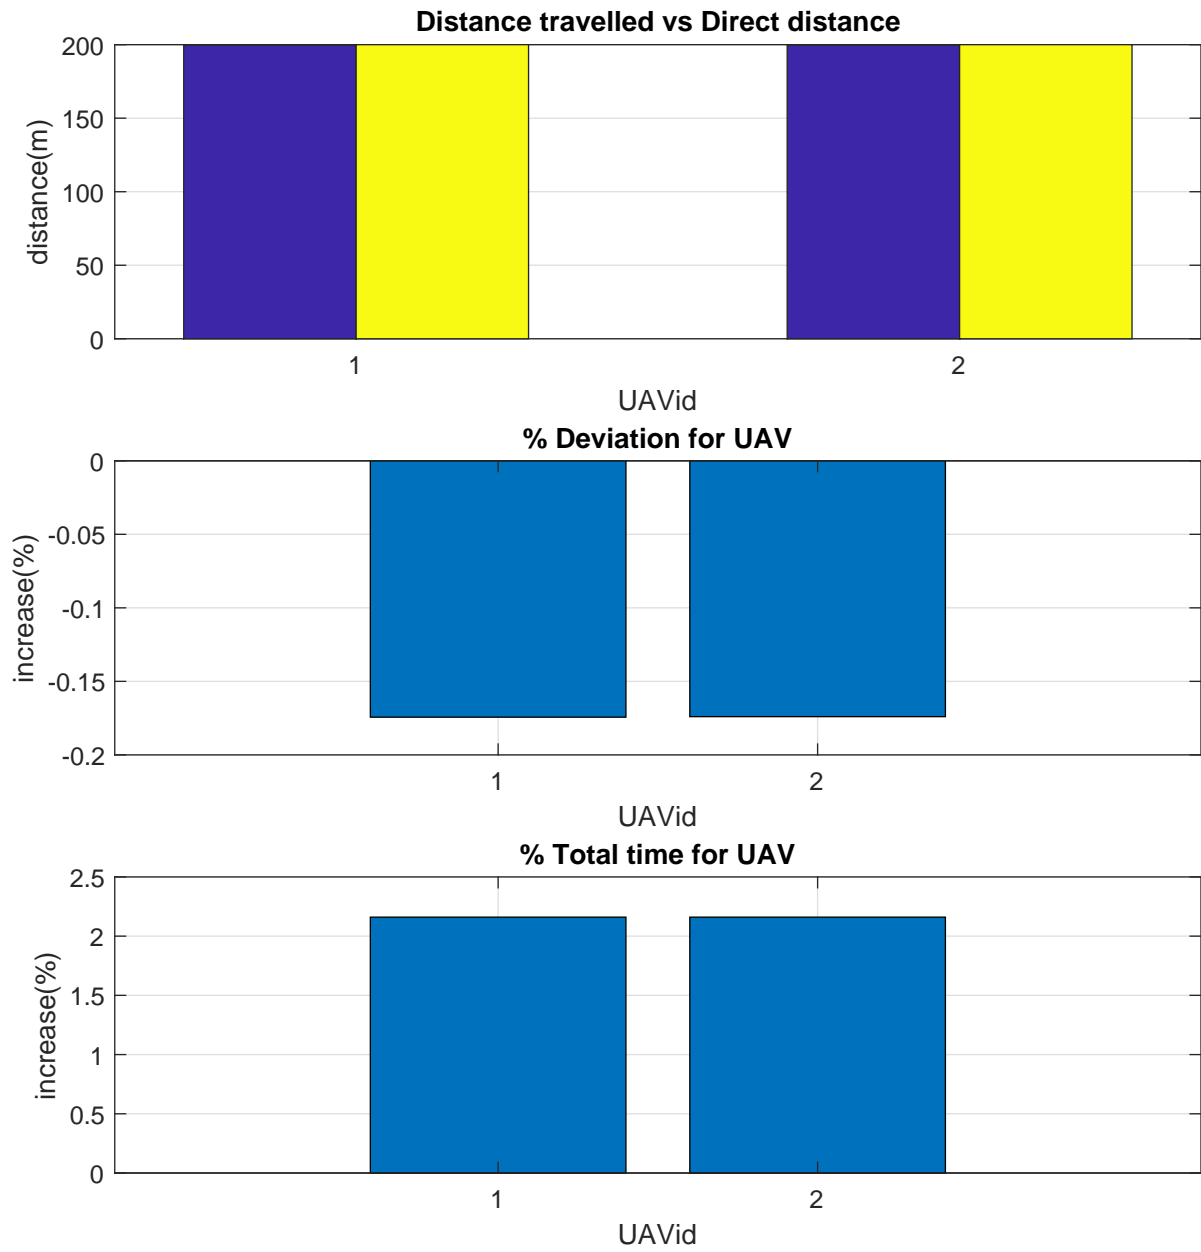 Distance travelled vs Direct distance
200
150
100
50
0
distance(m)
1 2
UAVid
% Deviation for UAV
0
-0.05
-0.1
-0.15
-0.2
increase(%)
1 2
UAVid
% Total time for UAV
2.5
2
1.5
1
0.5
0
increase(%)
1 2
UAVid